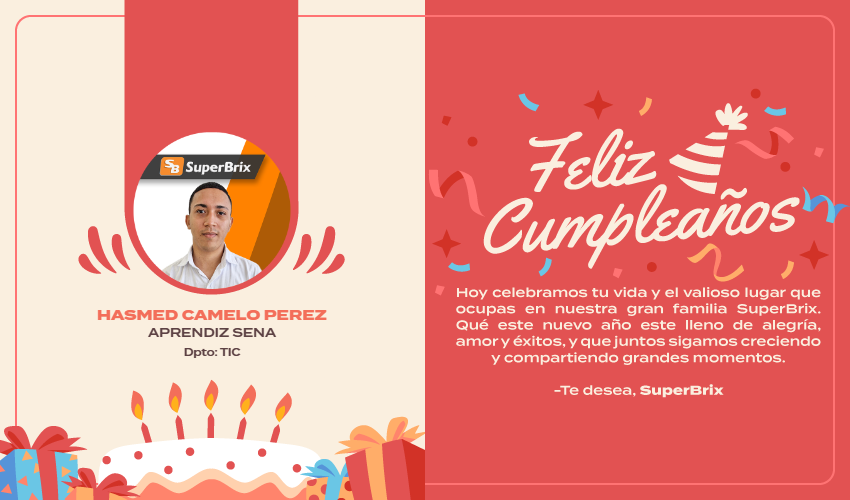 SB SuperBrix
HASMED CAMELO PEREZ
APRENDIZ SENA
Dpto: TIC
Feliz
Cumpleaños
Hoy celebramos tu vida y el valioso lugar que
ocupas en nuestra gran familia SuperBrix.
Qué este nuevo año este lleno de alegría,
amor y éxitos, y que juntos sigamos creciendo
y compartiendo grandes momentos.
-Te desea, SuperBrix